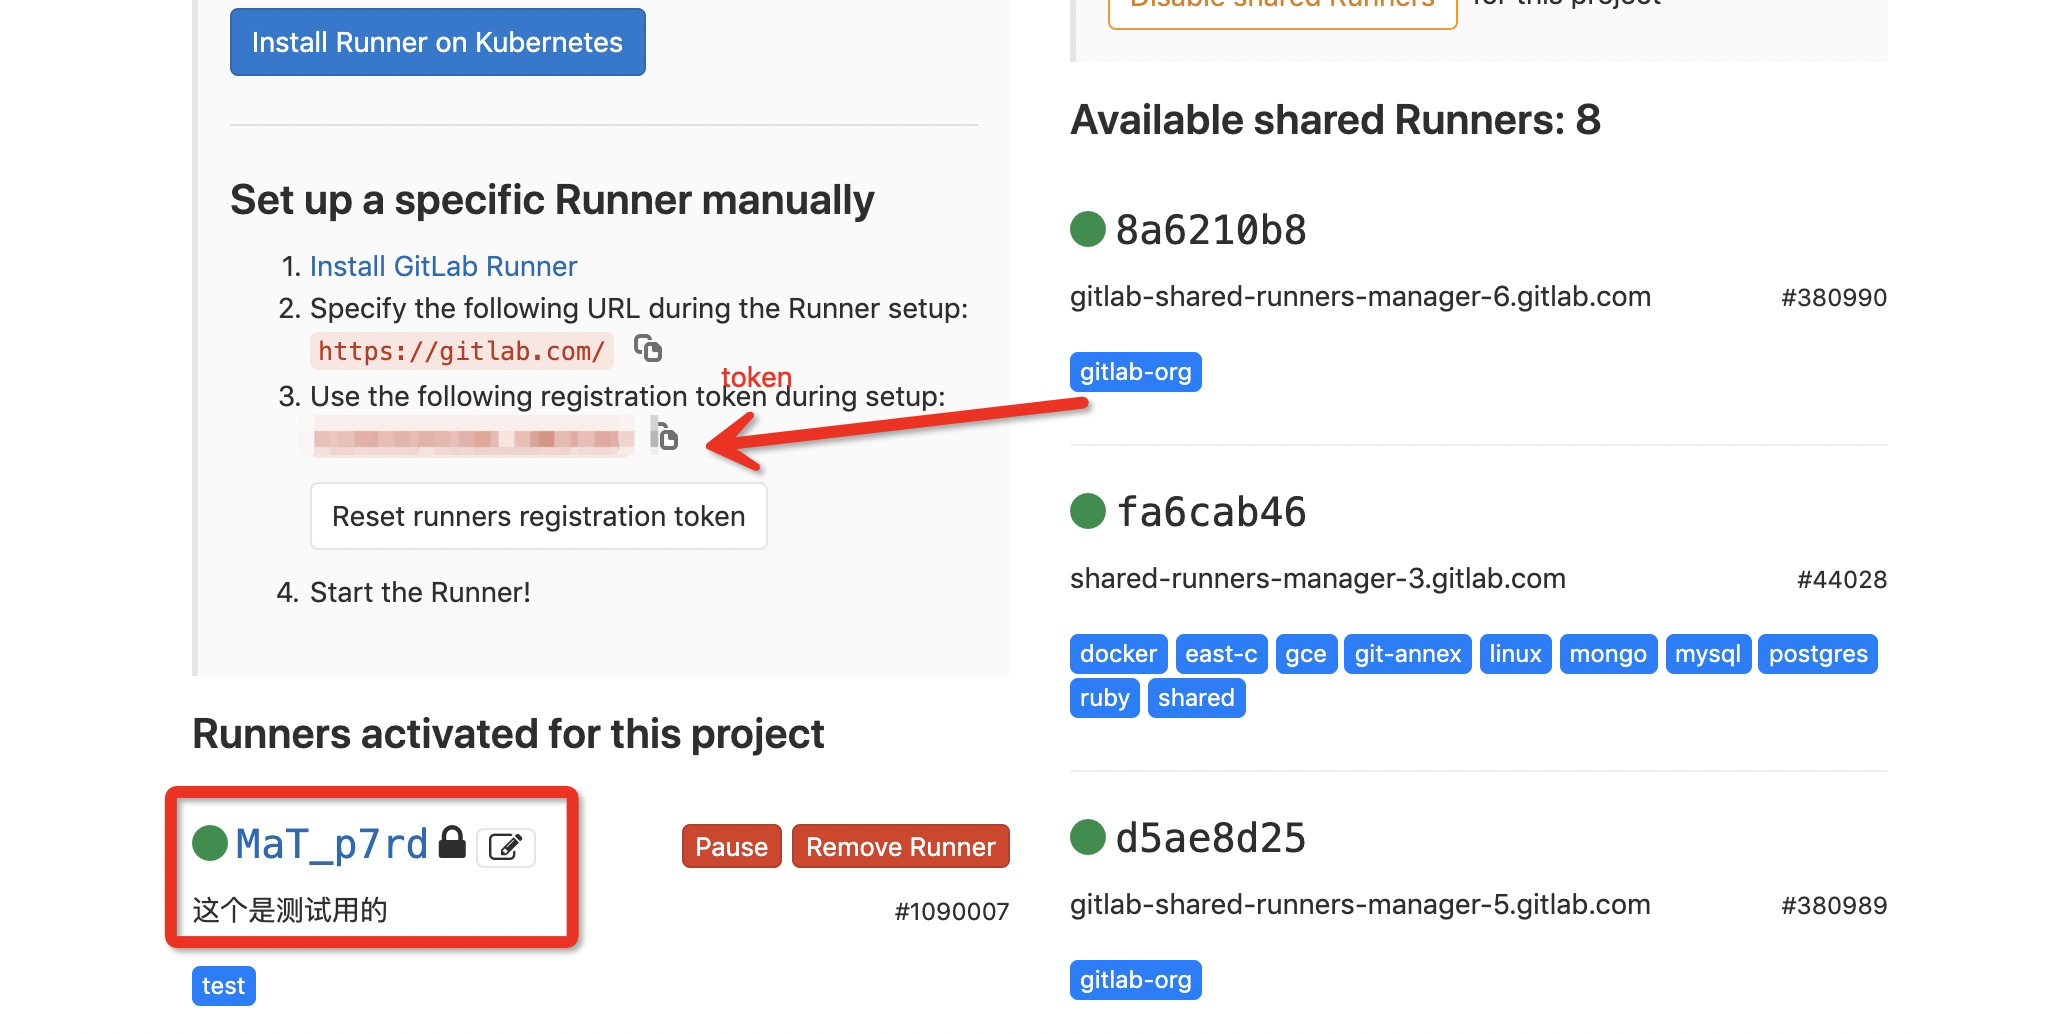 Install Runner on Kubernetes
Set up a specific Runner manually
1. Install GitLab Runner
2. Specify the following URL during the Runner setup:
https://gitlab.com/
token
3. Use the following registration token during setup:
Reset runners registration token
4. Start the Runner!
Runners activated for this project
MaT_p7rd
Pause
Remove Runner
这个是测试用的
#1090007
test
Disable shared Runners for this project
Available shared Runners: 8
8a6210b8
gitlab-shared-runners-manager-6.gitlab.com #380990
gitlab-org
fa6cab46
shared-runners-manager-3.gitlab.com #44028
docker east-c gce git-annex linux mongo mysql postgres
ruby shared
d5ae8d25
gitlab-shared-runners-manager-5.gitlab.com #380989
gitlab-org